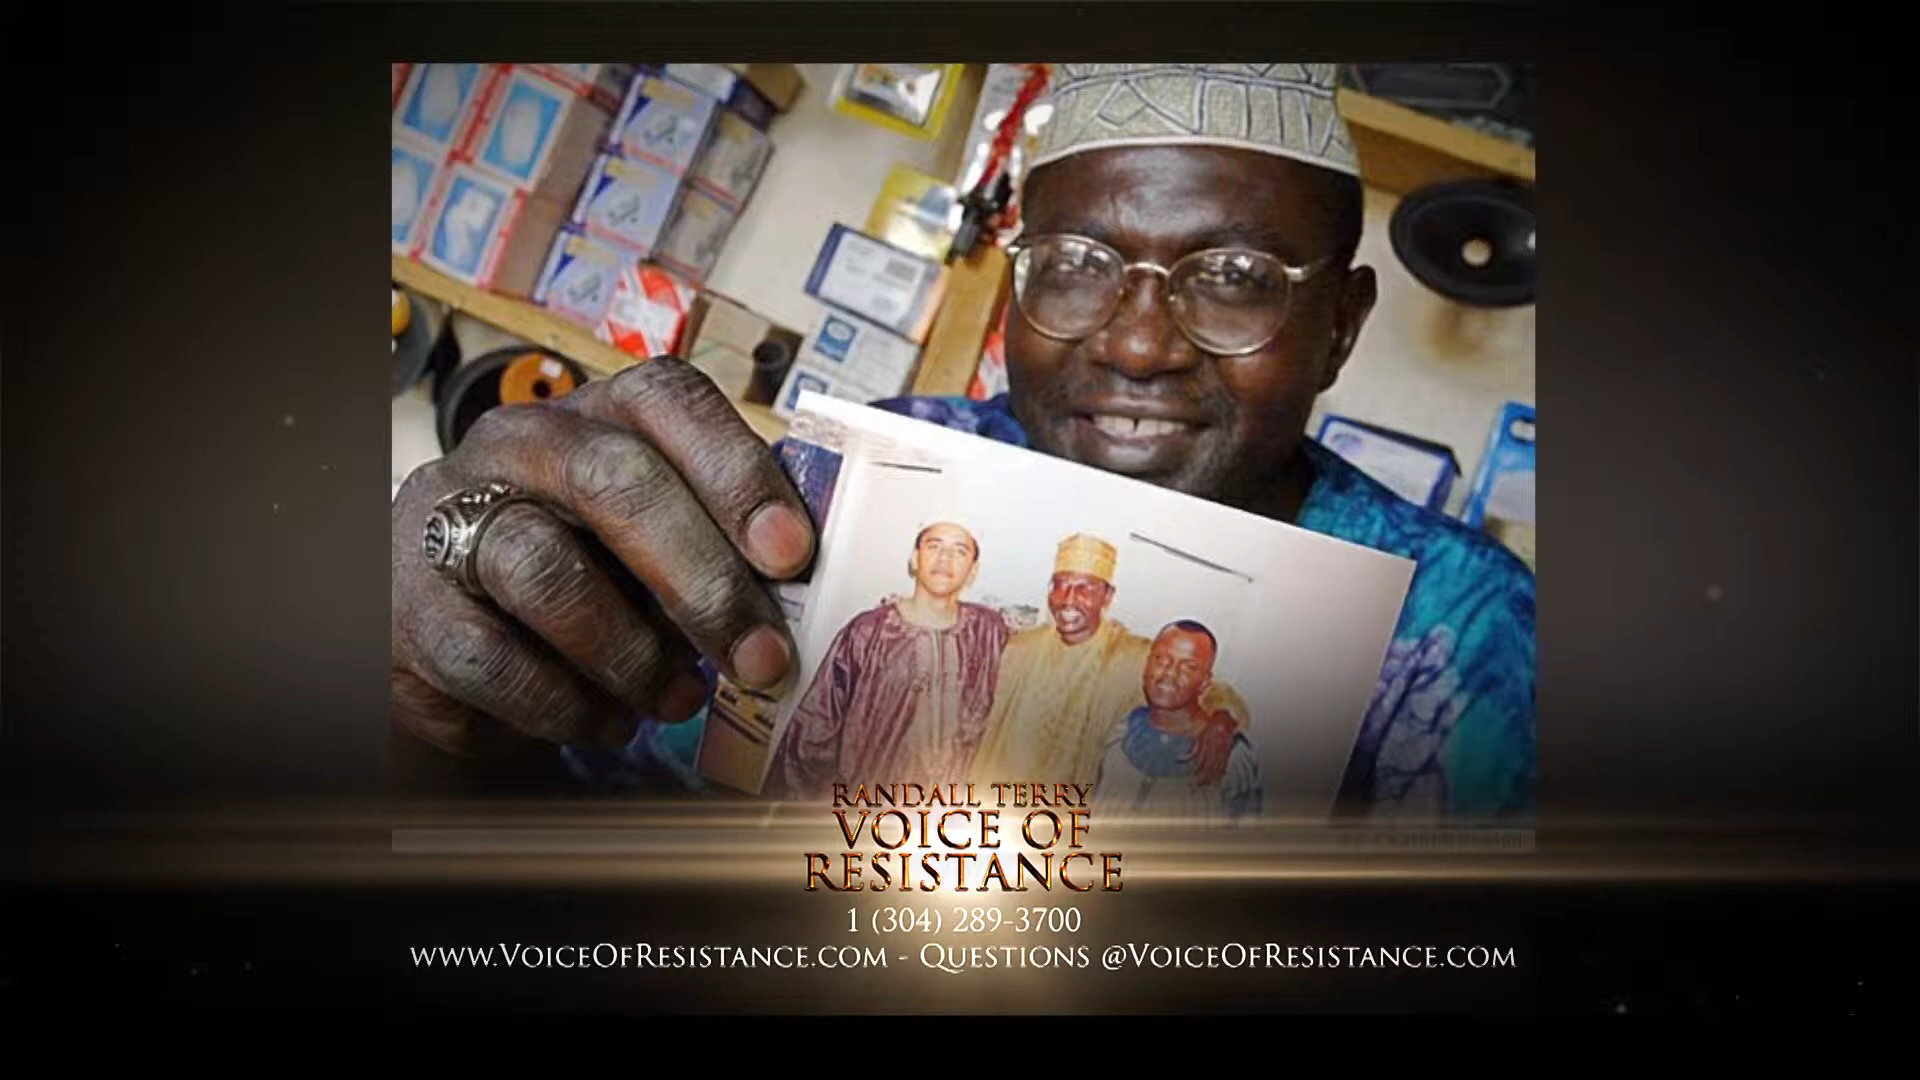 RANDALL TERRY
VOICE OF
RESISTANCE
1 (304) 289-3700
WWW.VOICEOFRESISTANCE.COM - QUESTIONS @VOICEOFRESISTANCE.COM